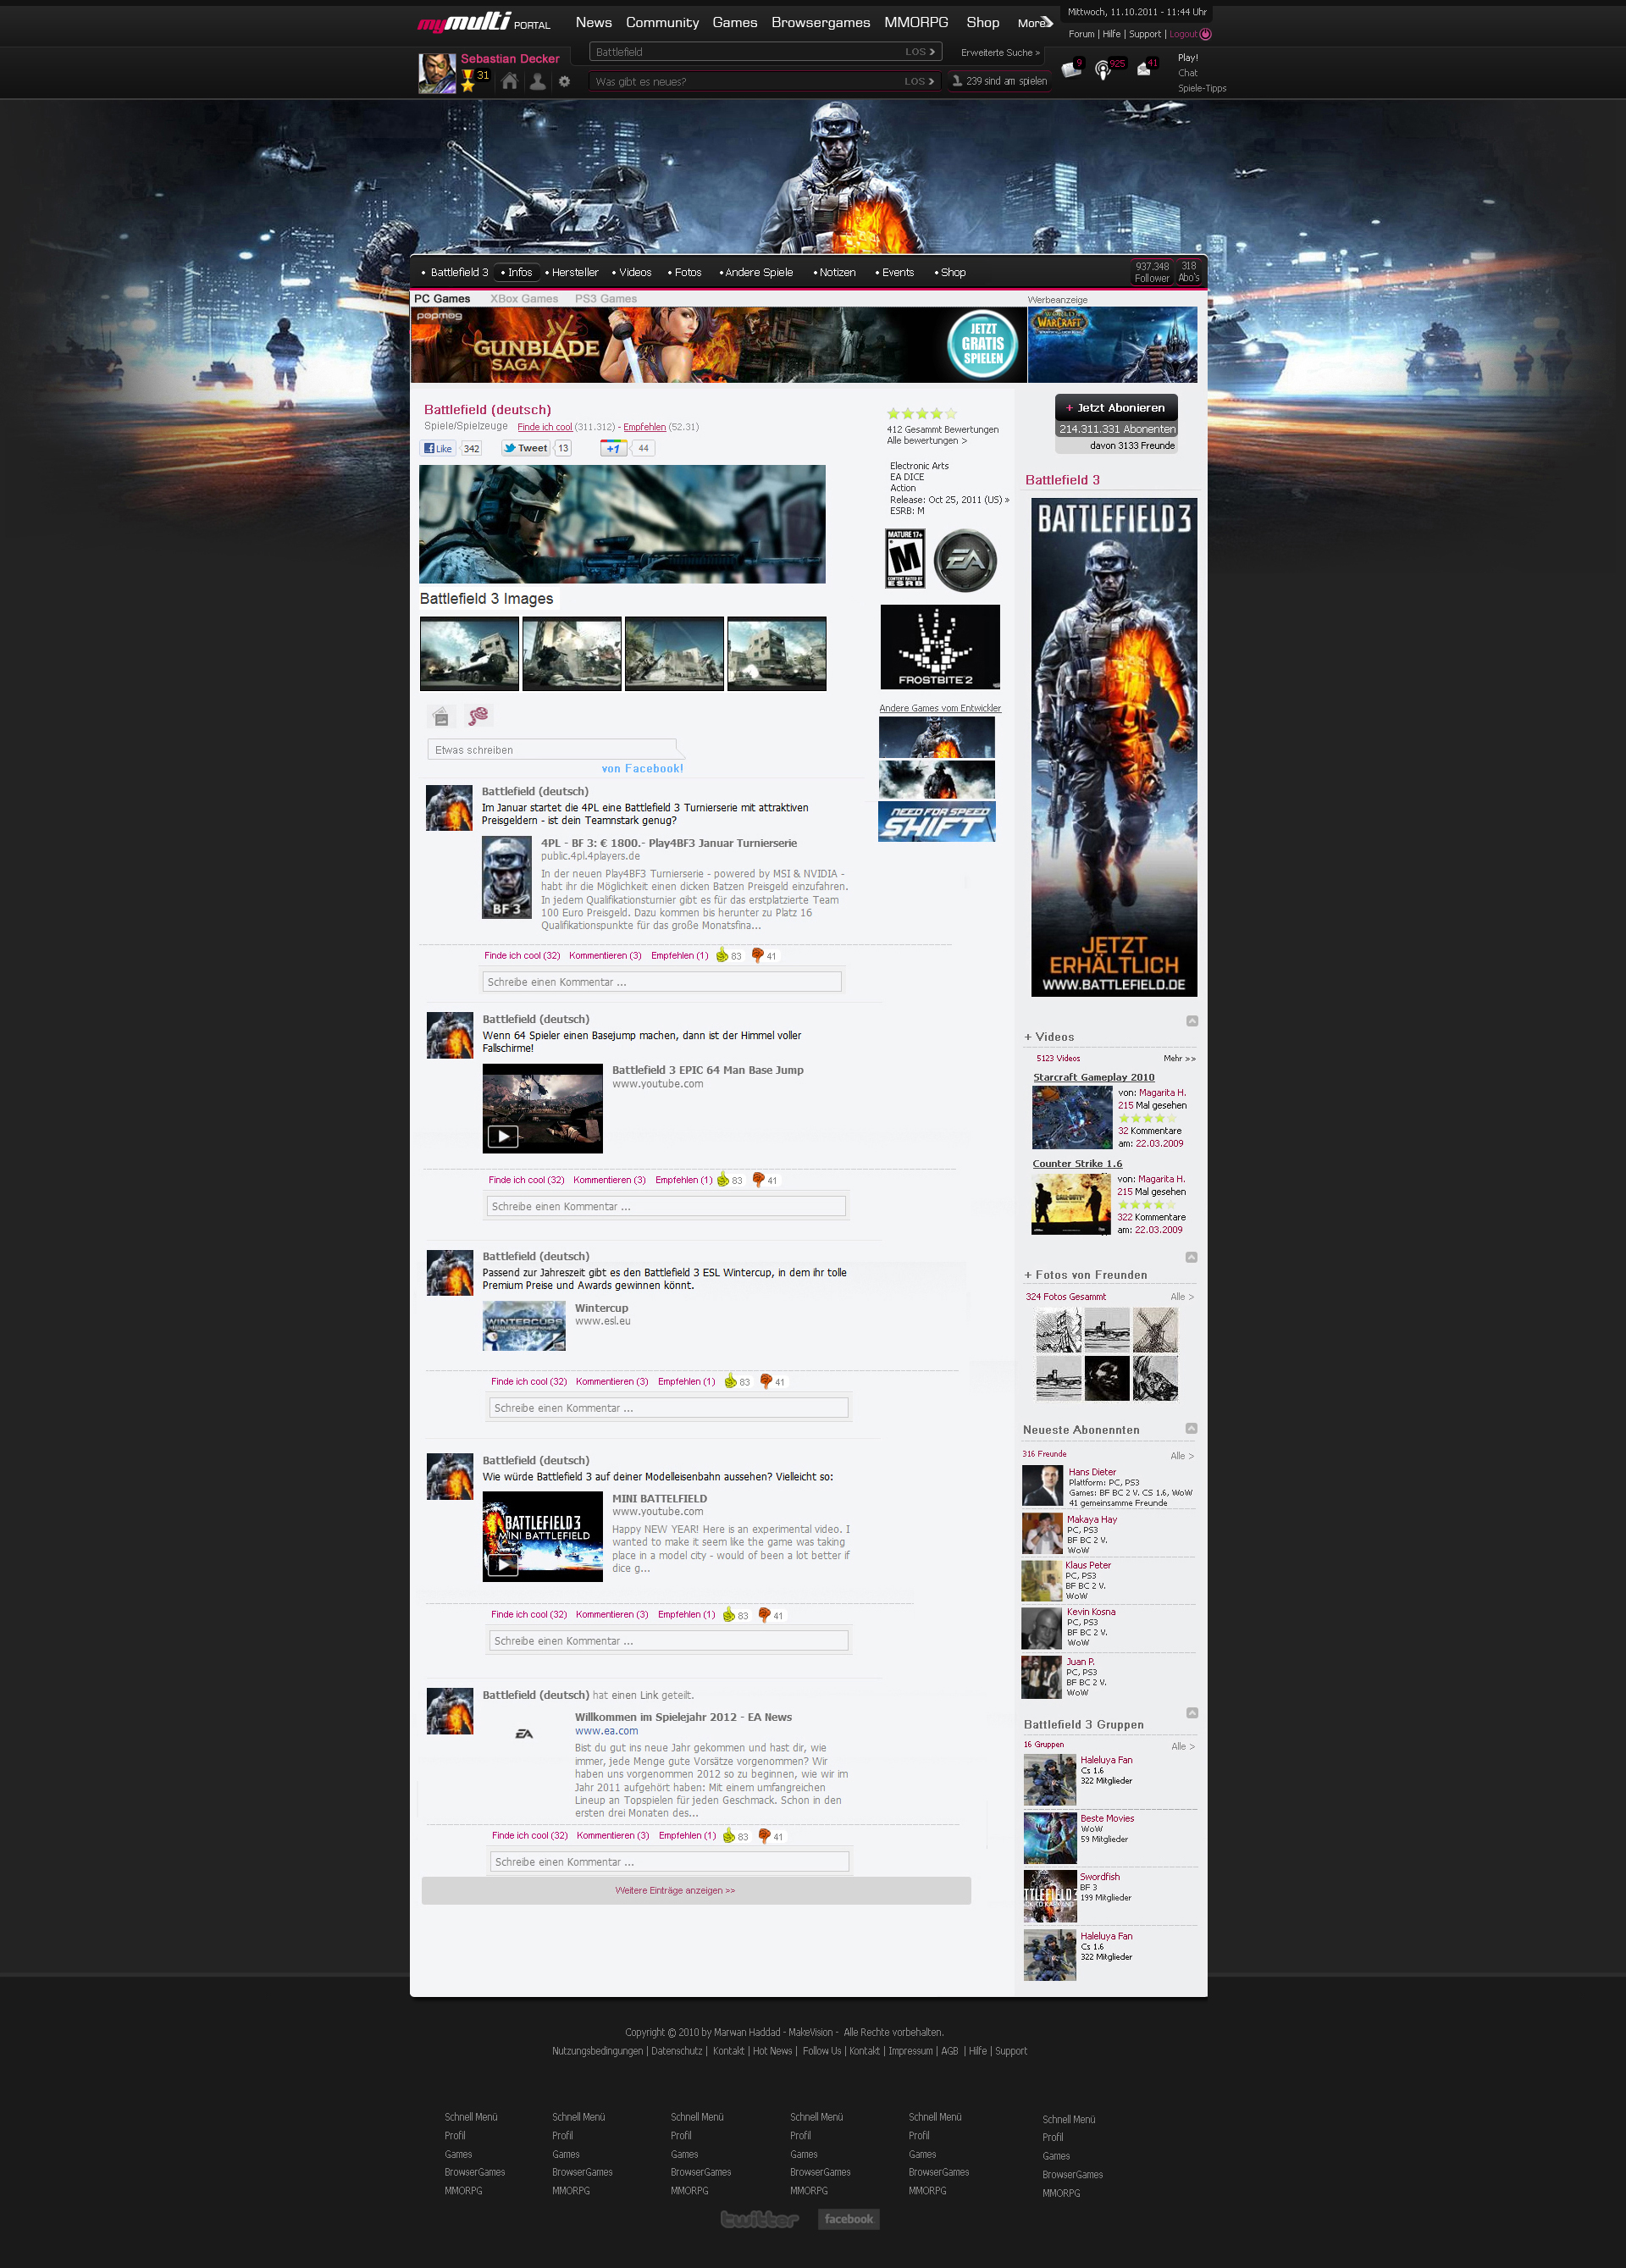 mymulti PORTAL
News Community Games Browsergames MMORPG Shop More
Mittwoch, 11.10.2011 - 11:44 Uhr
Forum | Hilfe | Support | Logout
Battlefield LOS
Erweiterte Suche »
Sebastian Decker
31
Was gibt es neues? LOS
239 sind am spielen
9 925 41
Play!
Chat
Spiele-Tipps
• Battlefield 3 • Infos • Hersteller • Videos • Fotos • Andere Spiele • Notizen • Events • Shop
937.348 Follower
318 Abo's
PC Games XBox Games PS3 Games
Werbeanzeige
popmog
GUNBLADE SAGA
JETZT GRATIS SPIELEN
WORLD WARCRAFT
Battlefield (deutsch)
Spiele/Spielzeuge Finde ich cool (311.312) - Empfehlen (52.31)
Like 342 Tweet 13 +1 44
Battlefield 3 Images
412 Gesammt Bewertungen
Alle bewertungen >
Electronic Arts
EA DICE
Action
Release: Oct 25, 2011 (US) »
ESRB: M
MATURE 17+
M
CONTENT RATED BY
ESRB
EA
FROSTBITE 2
Andere Games vom Entwickler
NEED FOR SPEED
SHIFT
Etwas schreiben
von Facebook!
Battlefield (deutsch)
Im Januar startet die 4PL eine Battlefield 3 Turnierserie mit attraktiven
Preisgeldern - ist dein Teamnstark genug?
BF 3
4PL - BF 3: € 1800.- Play4BF3 Januar Turnierserie
public.4pl.4players.de
In der neuen Play4BF3 Turnierserie - powered by MSI & NVIDIA -
habt ihr die Möglichkeit einen dicken Batzen Preisgeld einzufahren.
In jedem Qualifikationsturnier gibt es für das erstplatzierte Team
100 Euro Preisgeld. Dazu kommen bis herunter zu Platz 16
Qualifikationspunkte für das große Monatsfina...
Finde ich cool (32) Kommentieren (3) Empfehlen (1) 83 41
Schreibe einen Kommentar ...
Battlefield (deutsch)
Wenn 64 Spieler einen Basejump machen, dann ist der Himmel voller
Fallschirme!
Battlefield 3 EPIC 64 Man Base Jump
www.youtube.com
Finde ich cool (32) Kommentieren (3) Empfehlen (1) 83 41
Schreibe einen Kommentar ...
Battlefield (deutsch)
Passend zur Jahreszeit gibt es den Battlefield 3 ESL Wintercup, in dem ihr tolle
Premium Preise und Awards gewinnen könnt.
WINTERCUPS
Wintercup
www.esl.eu
Finde ich cool (32) Kommentieren (3) Empfehlen (1) 83 41
Schreibe einen Kommentar ...
Battlefield (deutsch)
Wie würde Battlefield 3 auf deiner Modelleisenbahn aussehen? Vielleicht so:
BATTLEFIELD 3
MINI BATTLEFIELD
MINI BATTELFIELD
www.youtube.com
Happy NEW YEAR! Here is an experimental video. I
wanted to make it seem like the game was taking
place in a model city - would of been a lot better if
dice g...
Finde ich cool (32) Kommentieren (3) Empfehlen (1) 83 41
Schreibe einen Kommentar ...
Battlefield (deutsch) hat einen Link geteilt.
EA
Willkommen im Spielejahr 2012 - EA News
www.ea.com
Bist du gut ins neue Jahr gekommen und hast dir, wie
immer, jede Menge gute Vorsätze vorgenommen? Wir
haben uns vorgenommen 2012 so zu beginnen, wie wir im
Jahr 2011 aufgehört haben: Mit einem umfangreichen
Lineup an Topspielen für jeden Geschmack. Schon in den
ersten drei Monaten des...
Finde ich cool (32) Kommentieren (3) Empfehlen (1) 83 41
Schreibe einen Kommentar ...
Weitere Einträge anzeigen >>
+ Jetzt Abonieren
214.311.331 Abonenten
davon 3133 Freunde
Battlefield 3
BATTLEFIELD 3
JETZT
ERHÄLTLICH
WWW.BATTLEFIELD.DE
+ Videos
5123 Videos Mehr >>
Starcraft Gameplay 2010
von: Magarita H.
215 Mal gesehen
32 Kommentare
am: 22.03.2009
Counter Strike 1.6
CALL OF DUTY
von: Magarita H.
215 Mal gesehen
322 Kommentare
am: 22.03.2009
+ Fotos von Freunden
324 Fotos Gesammt Alle >
Neueste Abonennten
316 Freunde Alle >
Hans Dieter
Plattform: PC, PS3
Games: BF BC 2 V. CS 1.6, WoW
41 gemeinsamme Freunde
Makaya Hay
PC, PS3
BF BC 2 V.
WoW
Klaus Peter
PC, PS3
BF BC 2 V.
WoW
Kevin Kosna
PC, PS3
BF BC 2 V.
WoW
Juan P.
PC, PS3
BF BC 2 V.
WoW
Battlefield 3 Gruppen
16 Gruppen Alle >
Haleluya Fan
Cs 1.6
322 Mitglieder
Beste Movies
WoW
59 Mitglieder
Swordfish
BF 3
199 Mitglieder
Haleluya Fan
Cs 1.6
322 Mitglieder
Copyright © 2010 by Marwan Haddad - MakeVision - Alle Rechte vorbehalten.
Nutzungsbedingungen | Datenschutz | Kontakt | Hot News | Follow Us | Kontakt | Impressum | AGB | Hilfe | Support
Schnell Menü Schnell Menü Schnell Menü Schnell Menü Schnell Menü Schnell Menü
Profil Profil Profil Profil Profil Profil
Games Games Games Games Games Games
BrowserGames BrowserGames BrowserGames BrowserGames BrowserGames BrowserGames
MMORPG MMORPG MMORPG MMORPG MMORPG MMORPG
twitter facebook